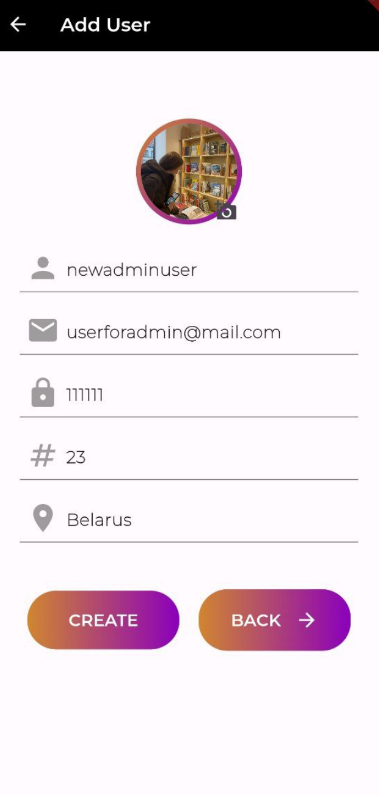 Add User
newadminuser
userforadmin@mail.com
111111
# 23
Belarus
CREATE
BACK →